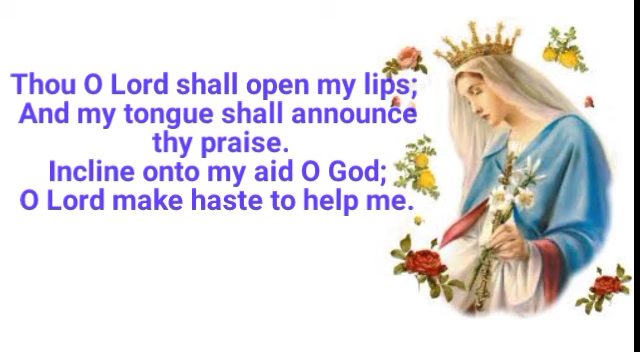 Thou O Lord shall open my lips;
And my tongue shall announce
thy praise.
Incline onto my aid O God;
O Lord make haste to help me.